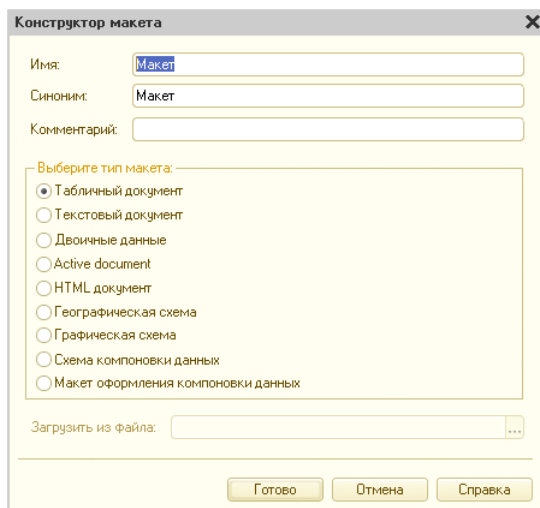 Конструктор макета
Имя: Макет
Синоним: Макет
Комментарий:
Выберите тип макета:
Табличный документ
Текстовый документ
Двоичные данные
Active document
HTML документ
Географическая схема
Графическая схема
Схема компоновки данных
Макет оформления компоновки данных
Загрузить из файла: ...
Готово Отмена Справка